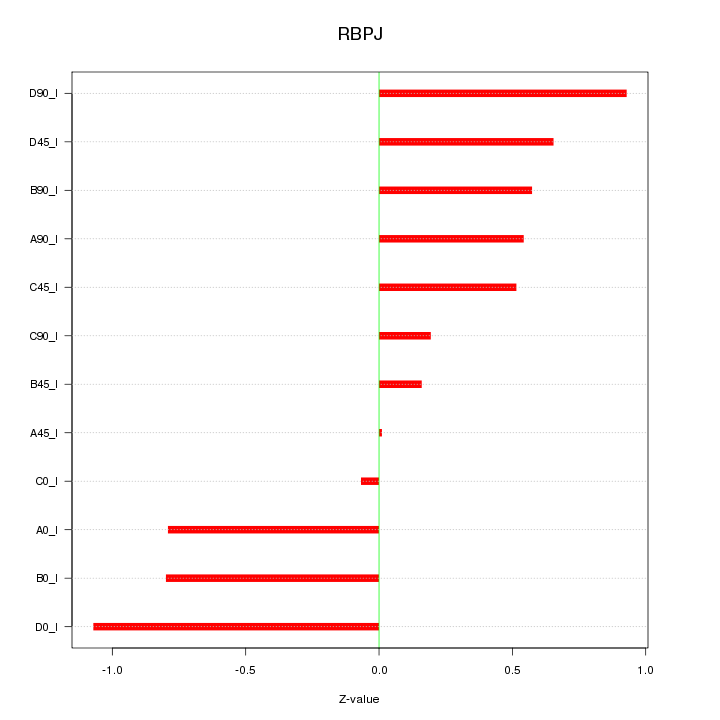 RBPJ
D90_I
D45_I
B90_I
A90_I
C45_I
C90_I
B45_I
A45_I
C0_I
A0_I
B0_I
D0_I
-1.0 -0.5 0.0 0.5 1.0
Z-value